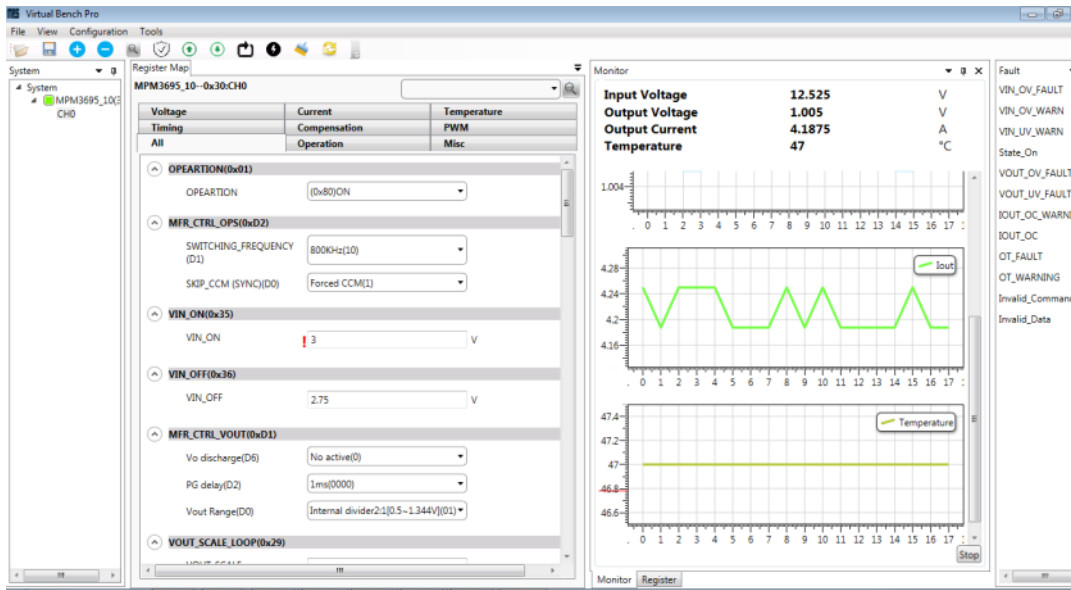 Virtual Bench Pro
File View Configuration Tools
System
System
MPM3695_10(3
CH0
Register Map
MPM3695_10--0x30:CH0
Voltage Current Temperature
Timing Compensation PWM
All Operation Misc
OPEARTION(0x01)
OPEARTION (0x80)ON
MFR_CTRL_OPS(0xD2)
SWITCHING_FREQUENCY
(D1) 800KHz(10)
SKIP_CCM (SYNC)(D0) Forced CCM(1)
VIN_ON(0x35)
VIN_ON ! 3 V
VIN_OFF(0x36)
VIN_OFF 2.75 V
MFR_CTRL_VOUT(0xD1)
Vo discharge(D6) No active(0)
PG delay(D2) 1ms(0000)
Vout Range(D0) Internal divider2:1[0.5~1.344V](01)
VOUT_SCALE_LOOP(0x29)
Monitor
Input Voltage 12.525 V
Output Voltage 1.005 V
Output Current 4.1875 A
Temperature 47 °C
1.004
. 0 1 2 3 4 5 6 7 8 9 10 11 12 13 14 15 16 17
Iout
4.28
4.24
4.2
4.16
. 0 1 2 3 4 5 6 7 8 9 10 11 12 13 14 15 16 17
Temperature
47.4
47.2
47
46.8
46.6
. 0 1 2 3 4 5 6 7 8 9 10 11 12 13 14 15 16 17
Stop
Monitor Register
Fault
VIN_OV_FAULT
VIN_OV_WARN
VIN_UV_WARN
State_On
VOUT_OV_FAULT
VOUT_UV_FAULT
IOUT_OC_WARNI
IOUT_OC
OT_FAULT
OT_WARNING
Invalid_Command
Invalid_Data